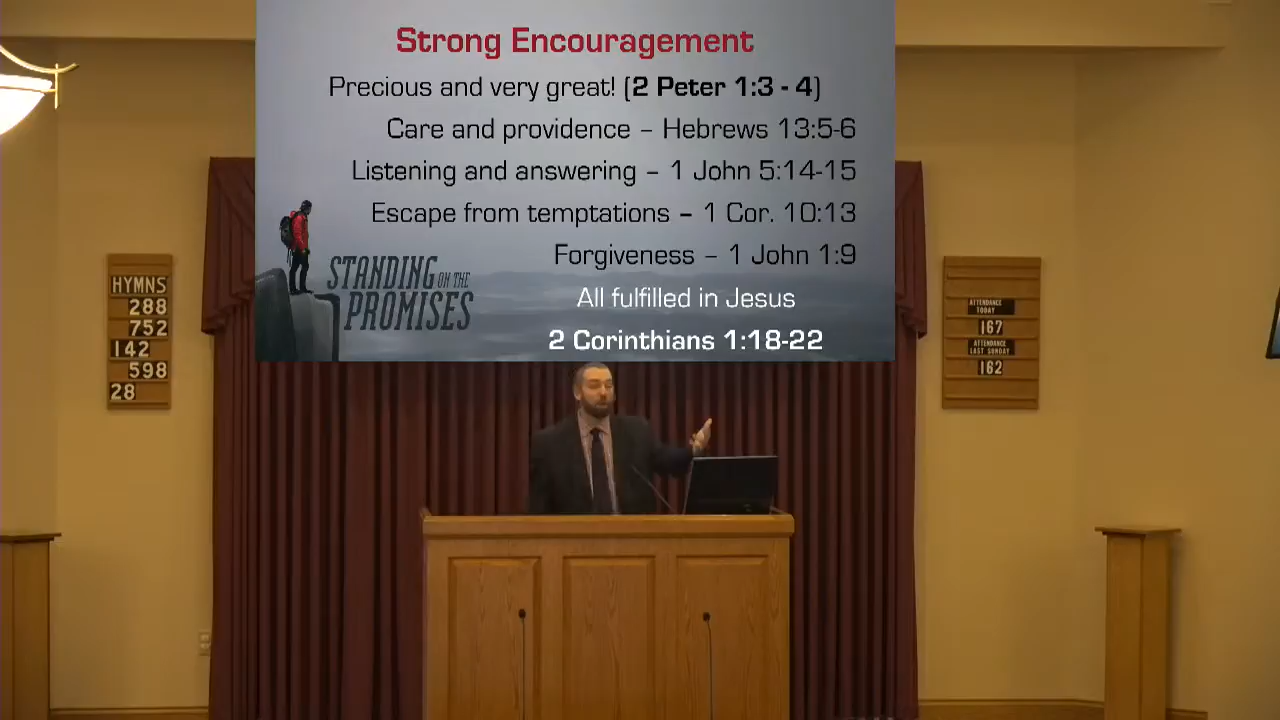 Strong Encouragement
Precious and very great! (2 Peter 1:3 - 4)
Care and providence – Hebrews 13:5-6
Listening and answering – 1 John 5:14-15
Escape from temptations – 1 Cor. 10:13
Forgiveness – 1 John 1:9
All fulfilled in Jesus
2 Corinthians 1:18-22
STANDING ON THE
PROMISES
HYMNS
288
752
142
598
28
ATTENDANCE
TODAY
167
ATTENDANCE
LAST SUNDAY
162